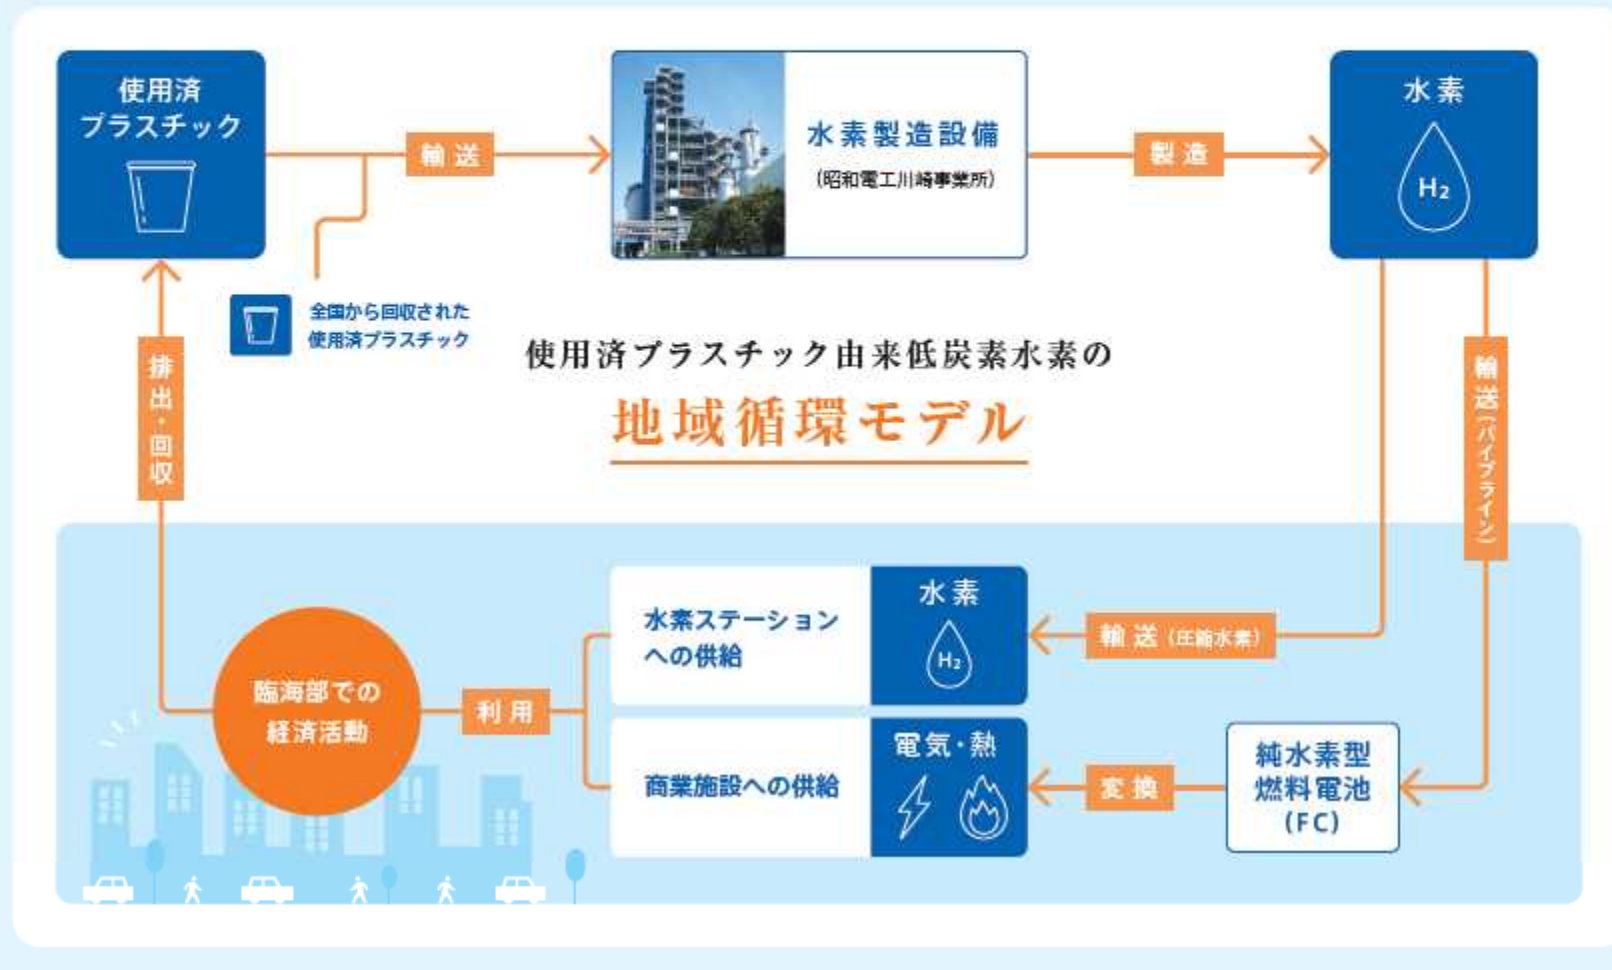 使用済
プラスチック
輸送
水素製造設備
(昭和電工川崎事業所)
製造
水素
H₂
全国から回収された
使用済プラスチック
排出・回収
使用済プラスチック由来低炭素水素の
地域循環モデル
輸送(パイプライン)
水素ステーション
への供給
水素
H₂
輸送(圧縮水素)
臨海部での
経済活動
利用
商業施設への供給
電気・熱
変換
純水素型
燃料電池
(FC)